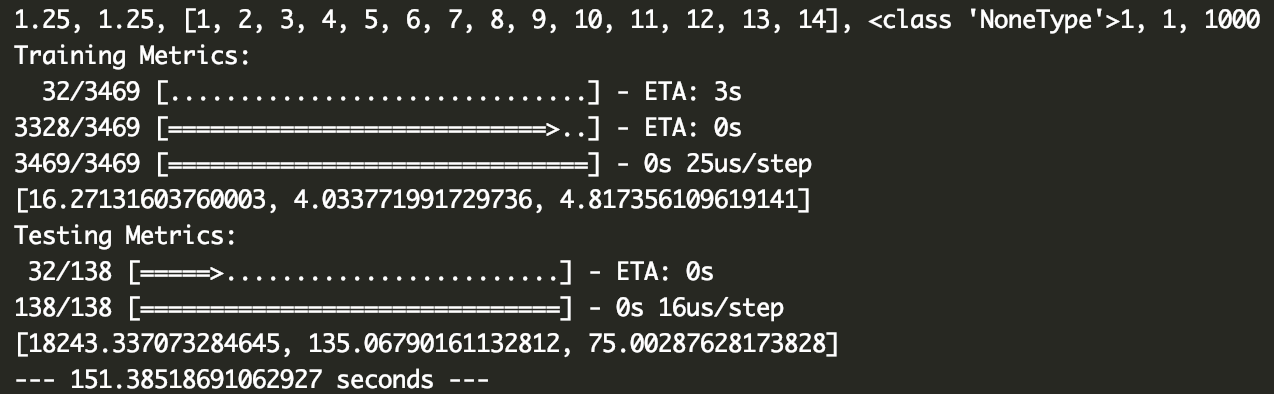 1.25, 1.25, [1, 2, 3, 4, 5, 6, 7, 8, 9, 10, 11, 12, 13, 14], <class 'NoneType'>1, 1, 1000
Training Metrics:
  32/3469 [..............................] - ETA: 3s
3328/3469 [===========================>..] - ETA: 0s
3469/3469 [==============================] - 0s 25us/step
[16.27131603760003, 4.033771991729736, 4.817356109619141]
Testing Metrics:
 32/138 [=====>........................] - ETA: 0s
138/138 [==============================] - 0s 16us/step
[18243.337073284645, 135.06790161132812, 75.00287628173828]
--- 151.38518691062927 seconds ---